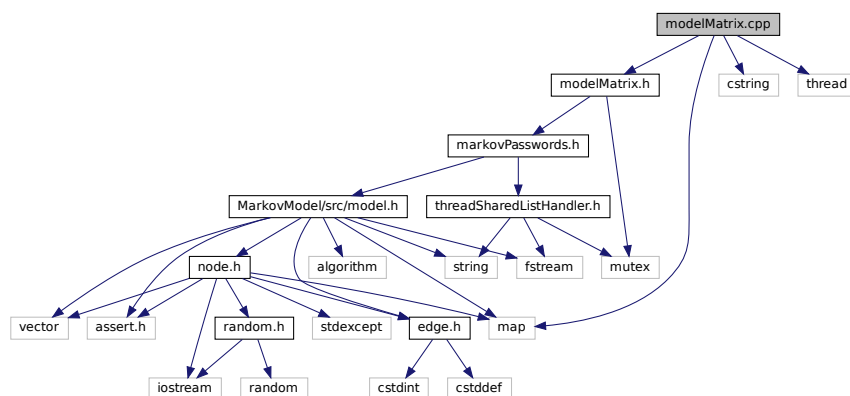 modelMatrix.cpp
modelMatrix.h
cstring
thread
markovPasswords.h
MarkovModel/src/model.h
threadSharedListHandler.h
node.h
algorithm
string
fstream
mutex
vector
assert.h
random.h
stdexcept
edge.h
map
iostream
random
cstdint
cstddef